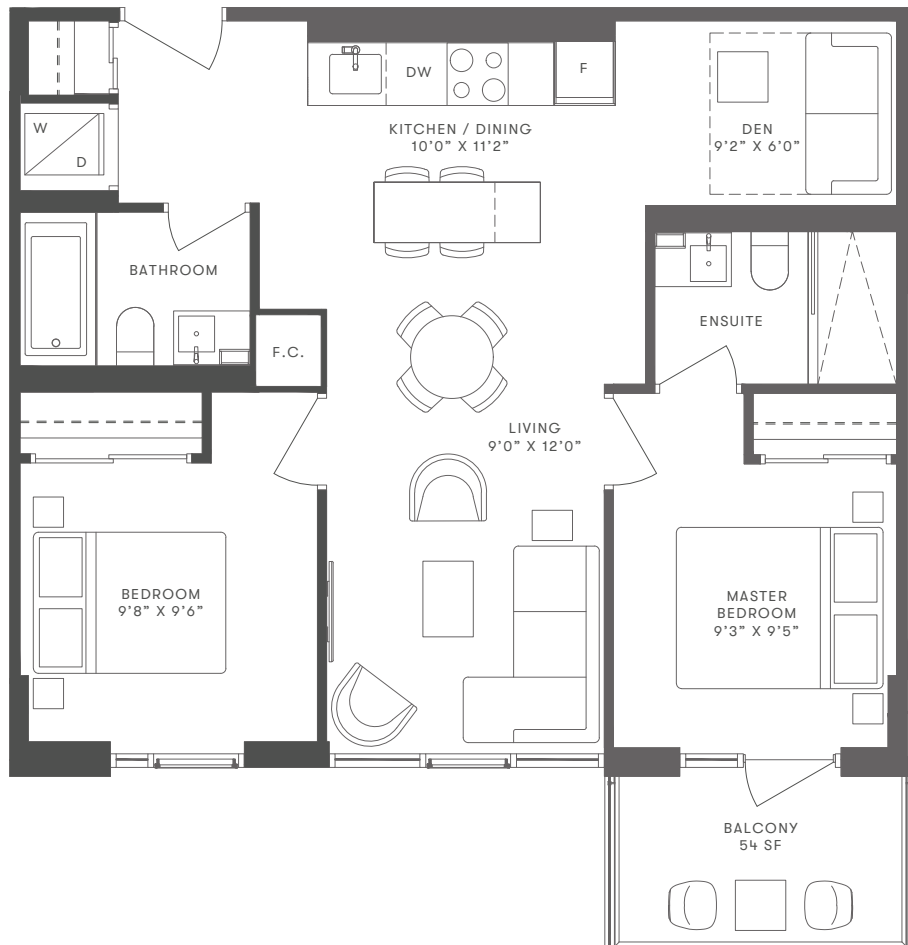 DW
F
KITCHEN / DINING
10'0” X 11'2”
DEN
9'2” X 6'0”
W
D
BATHROOM
ENSUITE
F.C.
LIVING
9'0” X 12'0”
BEDROOM
9'8” X 9'6”
MASTER
BEDROOM
9'3” X 9'5”
BALCONY
54 SF